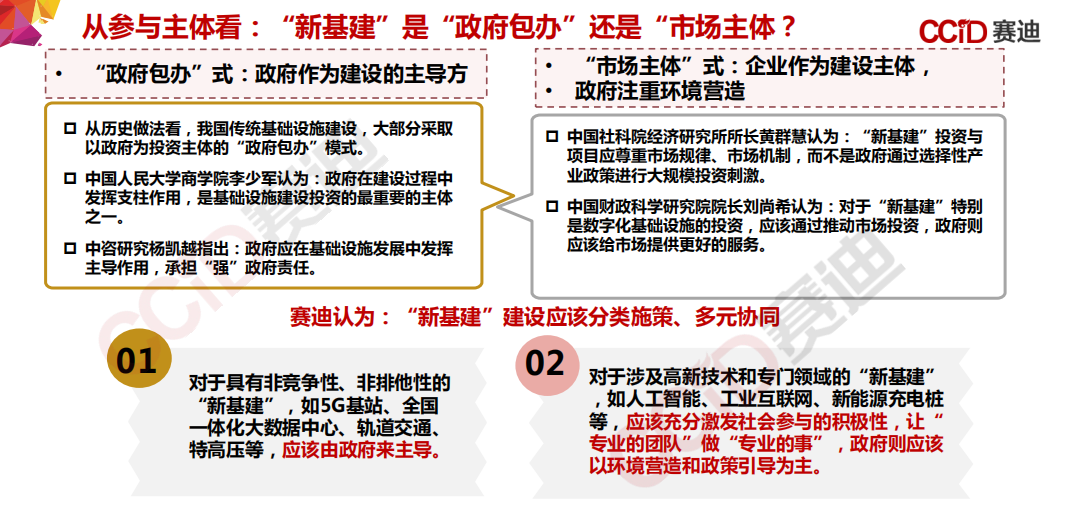 从参与主体看：“新基建”是“政府包办”还是“市场主体？
CCiD 赛迪
• “政府包办”式：政府作为建设的主导方
• “市场主体”式：企业作为建设主体，
• 政府注重环境营造
从历史做法看，我国传统基础设施建设，大部分采取
以政府为投资主体的“政府包办”模式。
中国人民大学商学院李少军认为：政府在建设过程中
发挥支柱作用，是基础设施建设投资的最重要的主体
之一。
中咨研究杨凯越指出：政府应在基础设施发展中发挥
主导作用，承担“强”政府责任。
中国社科院经济研究所所长黄群慧认为：“新基建”投资与
项目应尊重市场规律、市场机制，而不是政府通过选择性产
业政策进行大规模投资刺激。
中国财政科学研究院院长刘尚希认为：对于“新基建”特别
是数字化基础设施的投资，应该通过推动市场投资，政府则
应该给市场提供更好的服务。
赛迪认为：“新基建”建设应该分类施策、多元协同
01
对于具有非竞争性、非排他性的
“新基建”，如5G基站、全国
一体化大数据中心、轨道交通、
特高压等，应该由政府来主导。
02
对于涉及高新技术和专门领域的“新基建”
，如人工智能、工业互联网、新能源充电桩
等，应该充分激发社会参与的积极性，让“
专业的团队”做“专业的事”，政府则应该
以环境营造和政策引导为主。
CCiD赛迪
CCiD赛迪